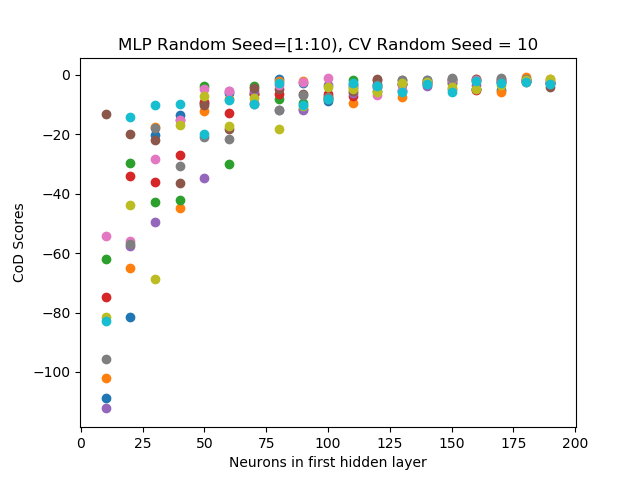 MLP Random Seed=[1:10), CV Random Seed = 10
0
−20
−40
−60
−80
−100
CoD Scores
0 25 50 75 100 125 150 175 200
Neurons in first hidden layer